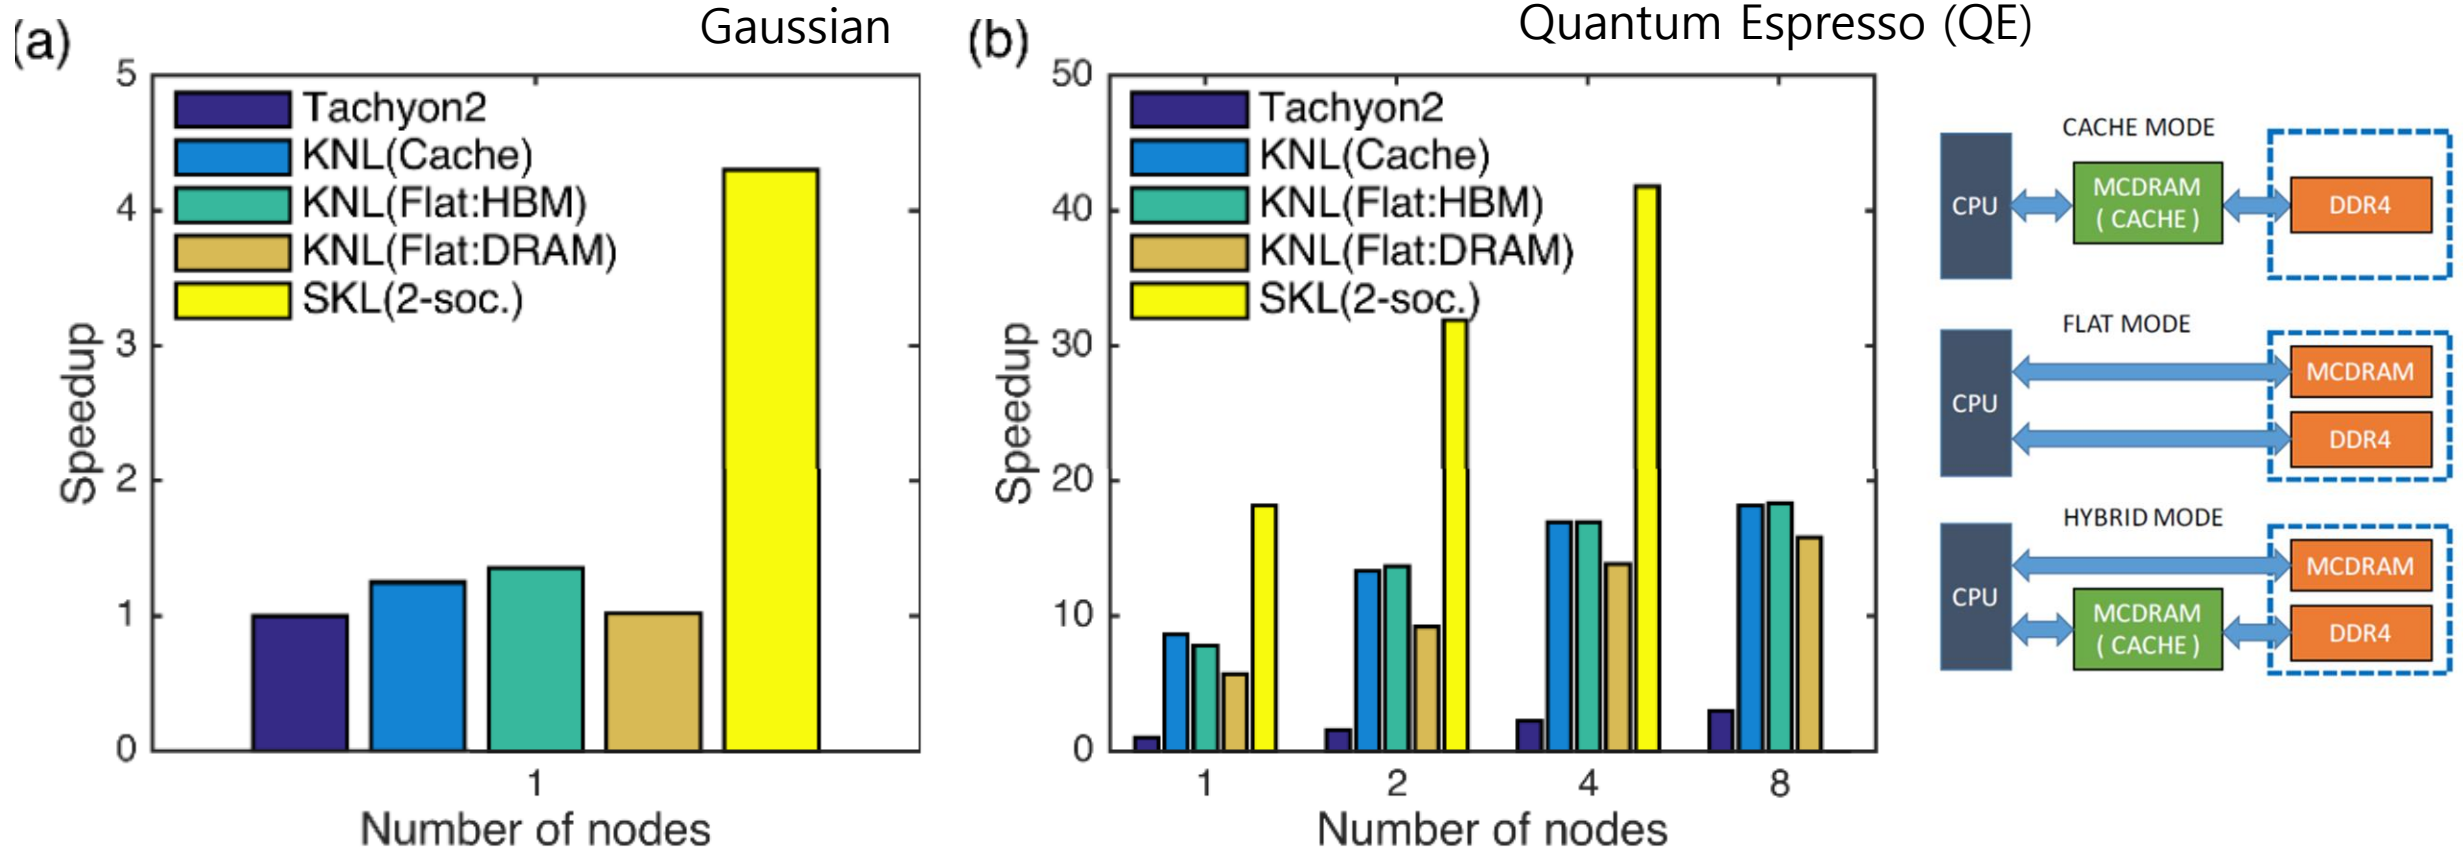 (a)
Gaussian
5
4
3
2
1
0
Speedup
Tachyon2
KNL(Cache)
KNL(Flat:HBM)
KNL(Flat:DRAM)
SKL(2-soc.)
1
Number of nodes
(b)
Quantum Espresso (QE)
50
40
30
20
10
0
Speedup
Tachyon2
KNL(Cache)
KNL(Flat:HBM)
KNL(Flat:DRAM)
SKL(2-soc.)
1 2 4 8
Number of nodes
CACHE MODE
CPU
MCDRAM
( CACHE )
DDR4
FLAT MODE
CPU
MCDRAM
DDR4
HYBRID MODE
CPU
MCDRAM
MCDRAM
( CACHE )
DDR4